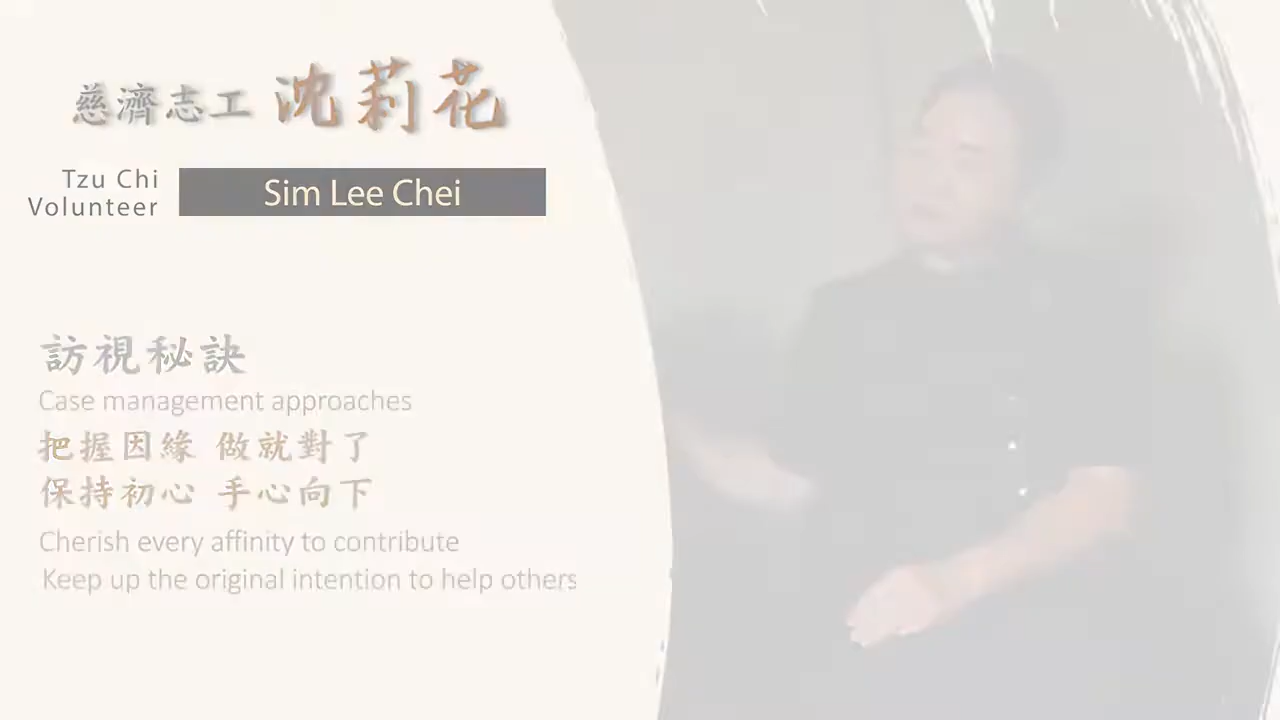 慈濟志工 沈莉花
Tzu Chi
Volunteer
Sim Lee Chei
訪視秘訣
Case management approaches
把握因緣 做就對了
保持初心 手心向下
Cherish every affinity to contribute
Keep up the original intention to help others